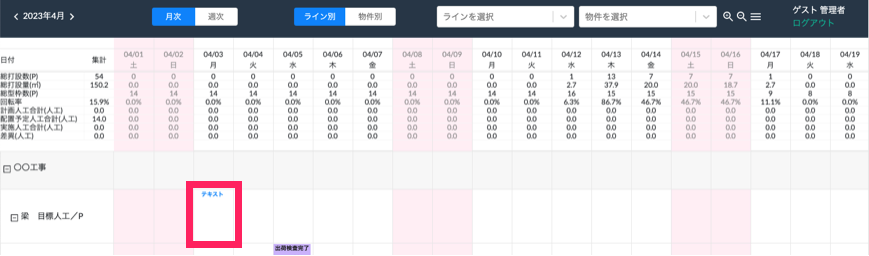 2023年4月 月次 週次 ライン別 物件別 ラインを選択 物件を選択 ゲスト 管理者
ログアウト
日付 集計 04/01 04/02 04/03 04/04 04/05 04/06 04/07 04/08 04/09 04/10 04/11 04/12 04/13 04/14 04/15 04/16 04/17 04/18 04/19
土 日 月 火 水 木 金 土 日 月 火 水 木 金 土 日 月 火 水
総打設数(P) 54 0 0 0 0 0 0 0 0 0 0 0 1 13 7 7 7 1 0 0
総打設量(㎥) 150.2 0.0 0.0 0.0 0.0 0.0 0.0 0.0 0.0 0.0 0.0 0.0 2.7 37.9 20.0 20.0 18.7 2.7 0.0 0.0
総型枠数(P) 14 14 14 14 14 14 14 14 14 14 14 16 15 15 15 15 9 8 8
回転率 15.9% 0.0% 0.0% 0.0% 0.0% 0.0% 0.0% 0.0% 0.0% 0.0% 0.0% 0.0% 6.3% 86.7% 46.7% 46.7% 46.7% 11.1% 0.0% 0.0%
計画人工合計(人工) 0.0 0.0 0.0 0.0 0.0 0.0 0.0 0.0 0.0 0.0 0.0 0.0 0.0 0.0 0.0 0.0 0.0 0.0 0.0 0.0
配置予定人工合計(人工) 14.0 0.0 0.0 0.0 0.0 0.0 0.0 0.0 0.0 0.0 0.0 0.0 0.0 0.0 0.0 0.0 0.0 0.0 0.0 0.0
実施人工合計(人工) 0.0 0.0 0.0 0.0 0.0 0.0 0.0 0.0 0.0 0.0 0.0 0.0 0.0 0.0 0.0 0.0 0.0 0.0 0.0 0.0
差異(人工) 0.0 0.0 0.0 0.0 0.0 0.0 0.0 0.0 0.0 0.0 0.0 0.0 0.0 0.0 0.0 0.0 0.0 0.0 0.0 0.0
〇〇工事
テキスト
梁 目標人工/P
出荷検査完了